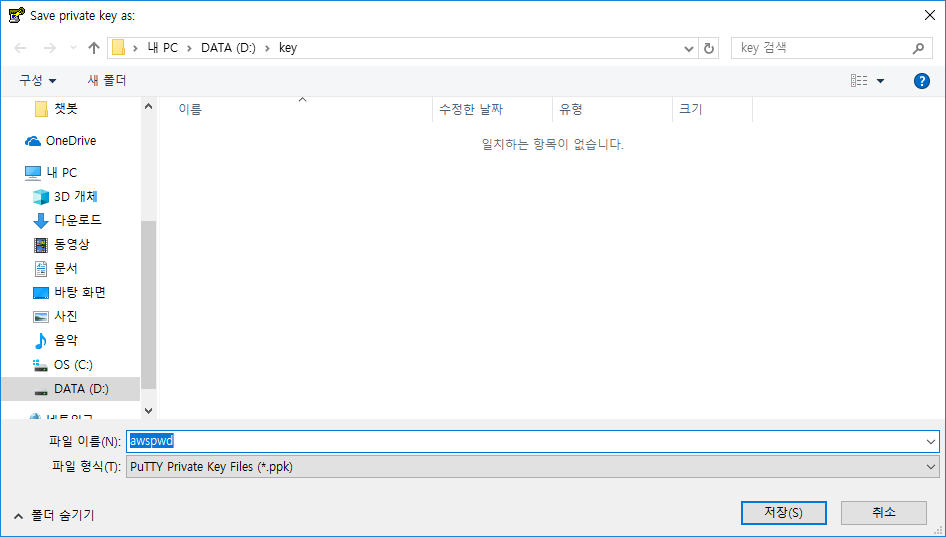 Save private key as:
내 PC > DATA (D:) > key
key 검색
구성
새 폴더
?
이름
수정한 날짜
유형
크기
일치하는 항목이 없습니다.
챗봇
OneDrive
내 PC
3D 개체
다운로드
동영상
문서
바탕 화면
사진
음악
OS (C:)
DATA (D:)
파일 이름(N):
awspwd
파일 형식(T):
PuTTY Private Key Files (*.ppk)
폴더 숨기기
저장(S)
취소